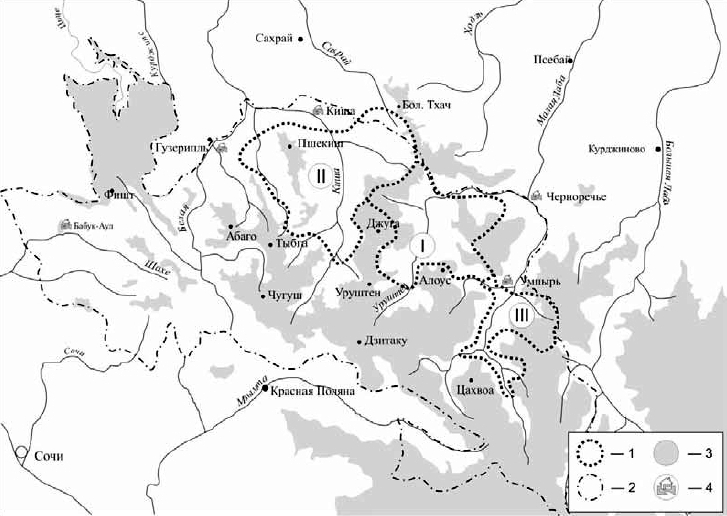 Сахрай
Сахрай
Ходзь
Псебай
Курджипс
Малая Лаба
Киша
Бол. Тхач
Гузерипль
Пшекиш
Курджиново
Большая Лаба
II
Киша
Фишт
Черноречье
Белая
Бабук-Аул
Абаго
Тыбга
Джуга
I
Шахе
Алоус
Умпырь
Чугуш
Уруштен
Уруштен
III
Дзитаку
Сочи
Мзымта
Красная Поляна
Цахвоа
Сочи
1
3
2
4